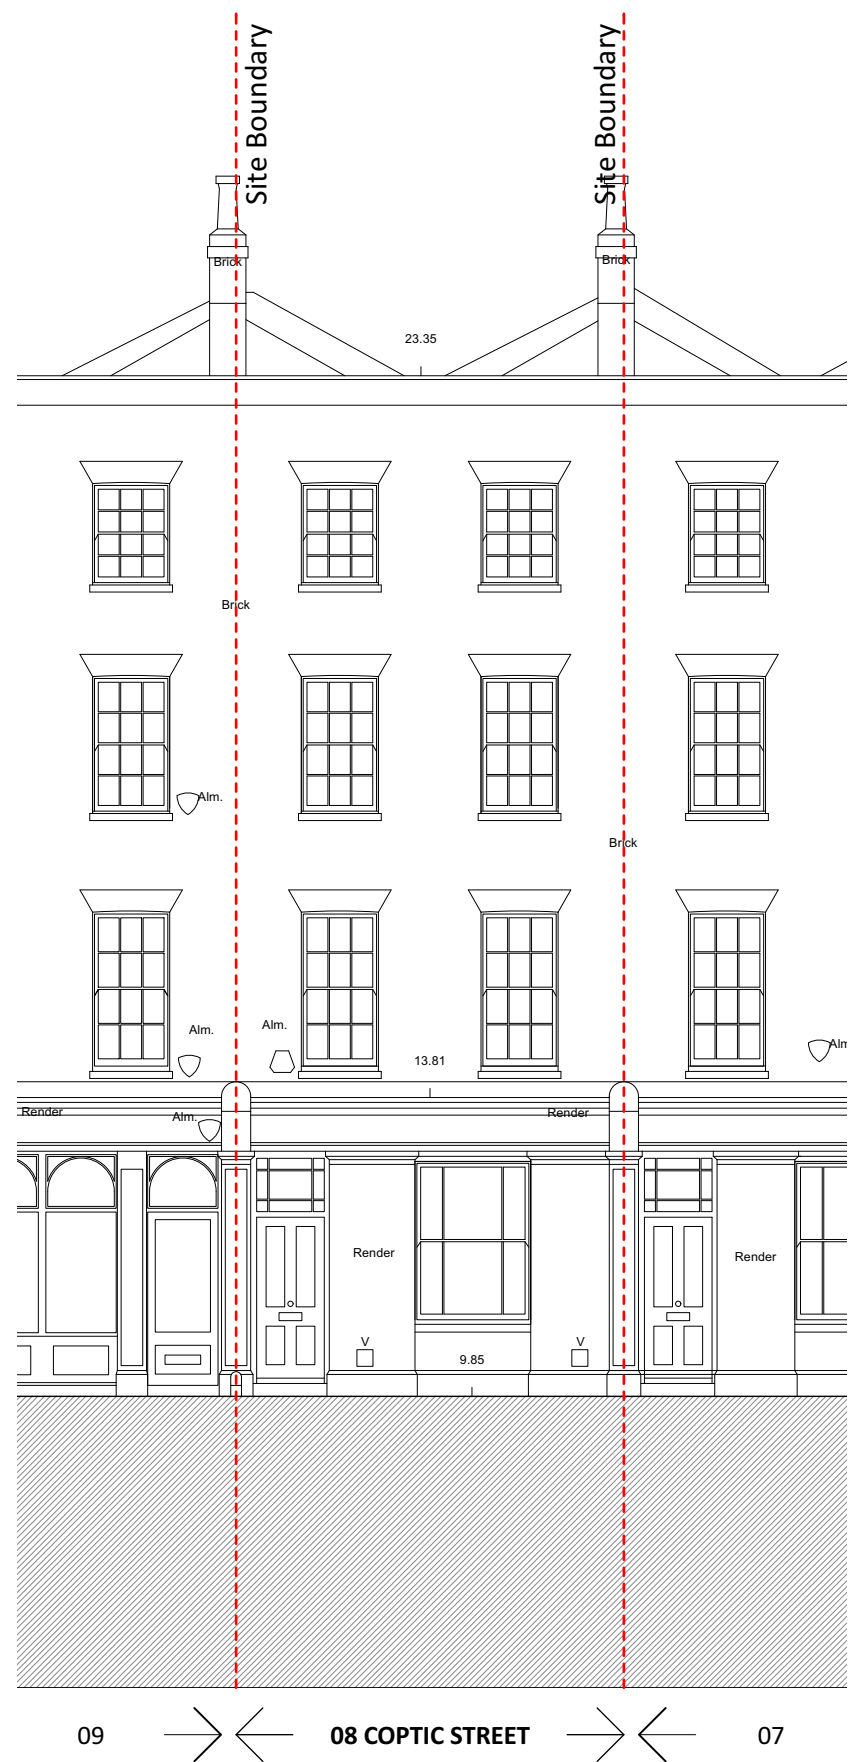 Site Boundary
Site Boundary
Brick
Brick
23.35
Brick
Alm.
Brick
Alm.
Alm.
13.81
Alm
Render
Alm.
Render
Render
Render
V
V
9.85
09
08 COPTIC STREET
07